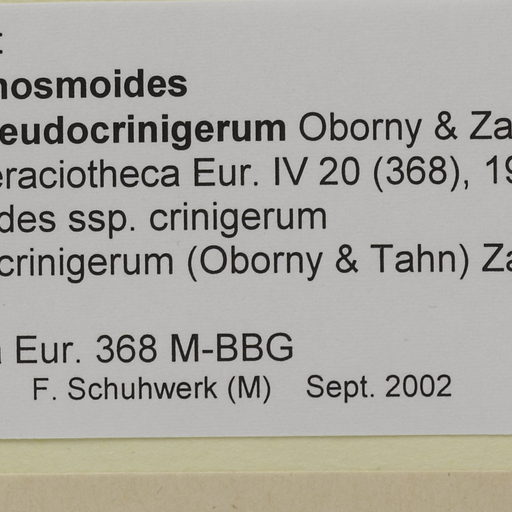 nosmoides
eudocrinigerum Oborny & Za
eraciotheca Eur. IV 20 (368), 19
des ssp. crinigerum
crinigerum (Oborny & Tahn) Za
Eur. 368 M-BBG
F. Schuhwerk (M) Sept. 2002